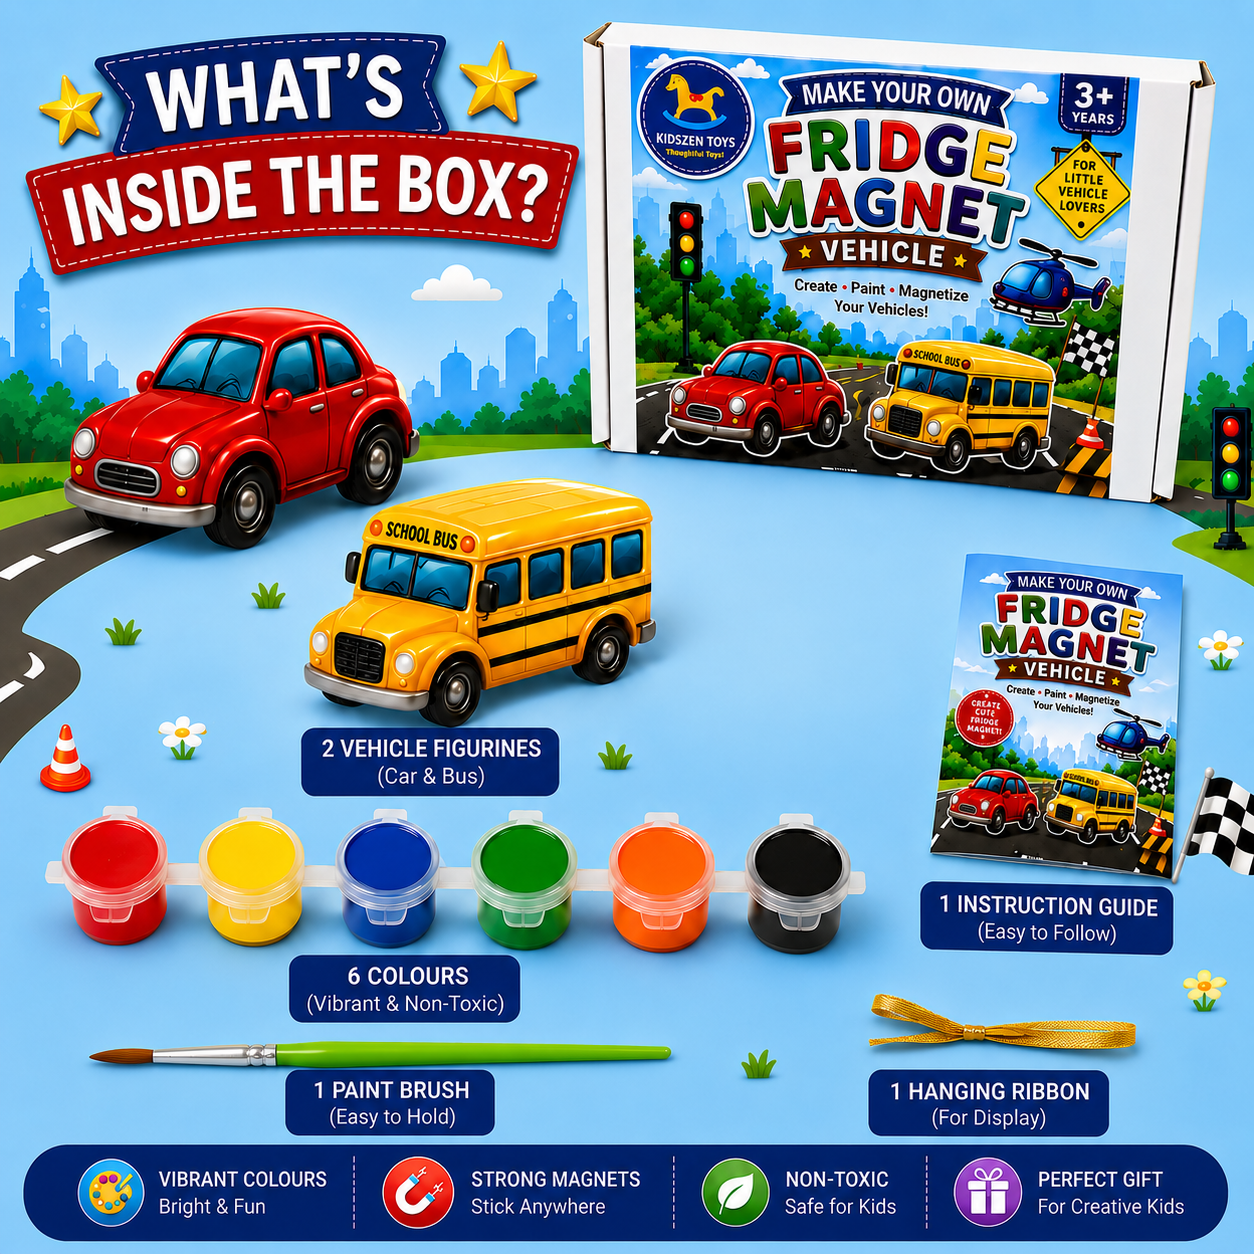 WHAT'S
INSIDE THE BOX?
KIDSZEN TOYS
Thoughtful Toys!
MAKE YOUR OWN
FRIDGE
MAGNET
VEHICLE
Create • Paint • Magnetize
Your Vehicles!
3+
YEARS
FOR
LITTLE
VEHICLE
LOVERS
SCHOOL BUS
SCHOOL BUS
2 VEHICLE FIGURINES
(Car & Bus)
MAKE YOUR OWN
FRIDGE
MAGNET
VEHICLE
Create • Paint • Magnetize
Your Vehicles!
CREATE
CUTE
FRIDGE
MAGNET!
SCHOOL BUS
1 INSTRUCTION GUIDE
(Easy to Follow)
6 COLOURS
(Vibrant & Non-Toxic)
1 PAINT BRUSH
(Easy to Hold)
1 HANGING RIBBON
(For Display)
VIBRANT COLOURS
Bright & Fun
STRONG MAGNETS
Stick Anywhere
NON-TOXIC
Safe for Kids
PERFECT GIFT
For Creative Kids